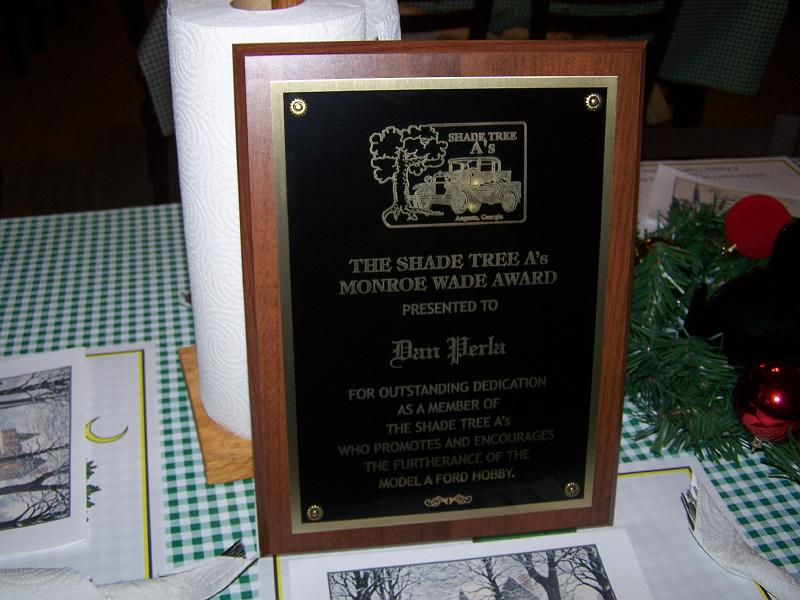 SHADE TREE
A's
Augusta, Georgia
THE SHADE TREE A's
MONROE WADE AWARD
PRESENTED TO
Dan Perla
FOR OUTSTANDING DEDICATION
AS A MEMBER OF
THE SHADE TREE A's
WHO PROMOTES AND ENCOURAGES
THE FURTHERANCE OF THE
MODEL A FORD HOBBY.